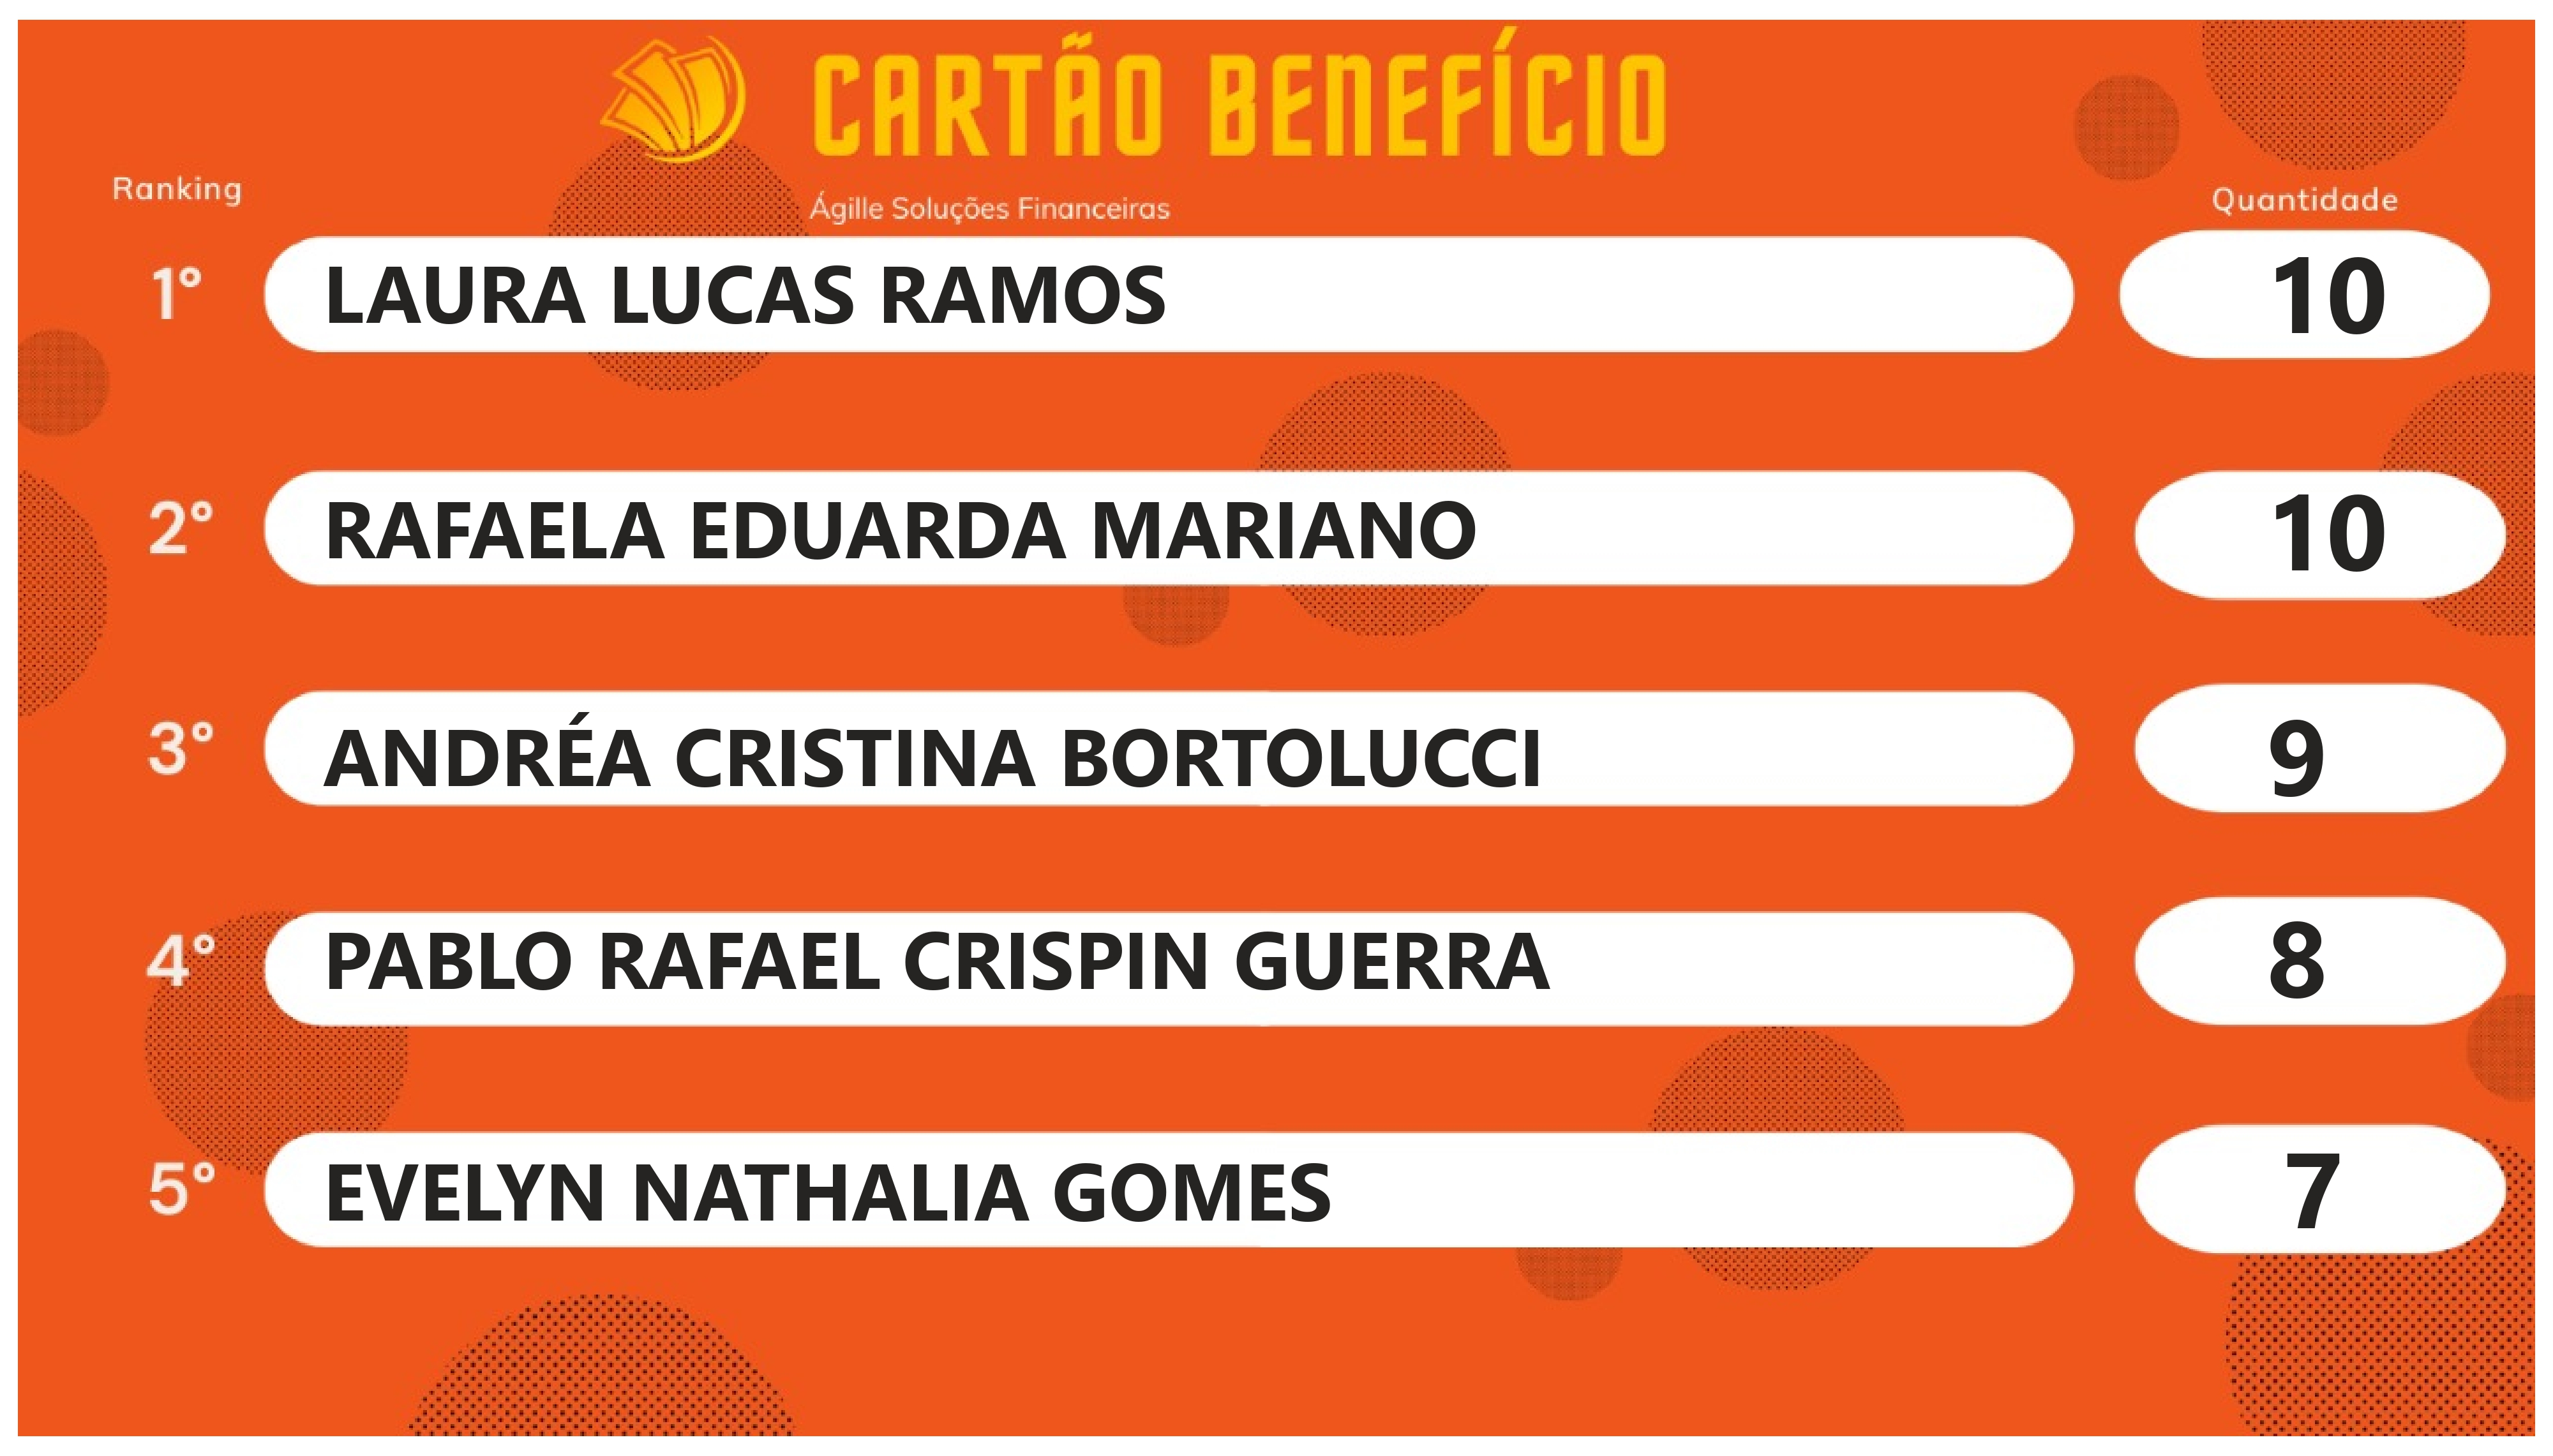 CARTÃO BENEFÍCIO
Ranking
Ágille Soluções Financeiras
Quantidade
1° LAURA LUCAS RAMOS 10
2° RAFAELA EDUARDA MARIANO 10
3° ANDRÉA CRISTINA BORTOLUCCI 9
4° PABLO RAFAEL CRISPIN GUERRA 8
5° EVELYN NATHALIA GOMES 7